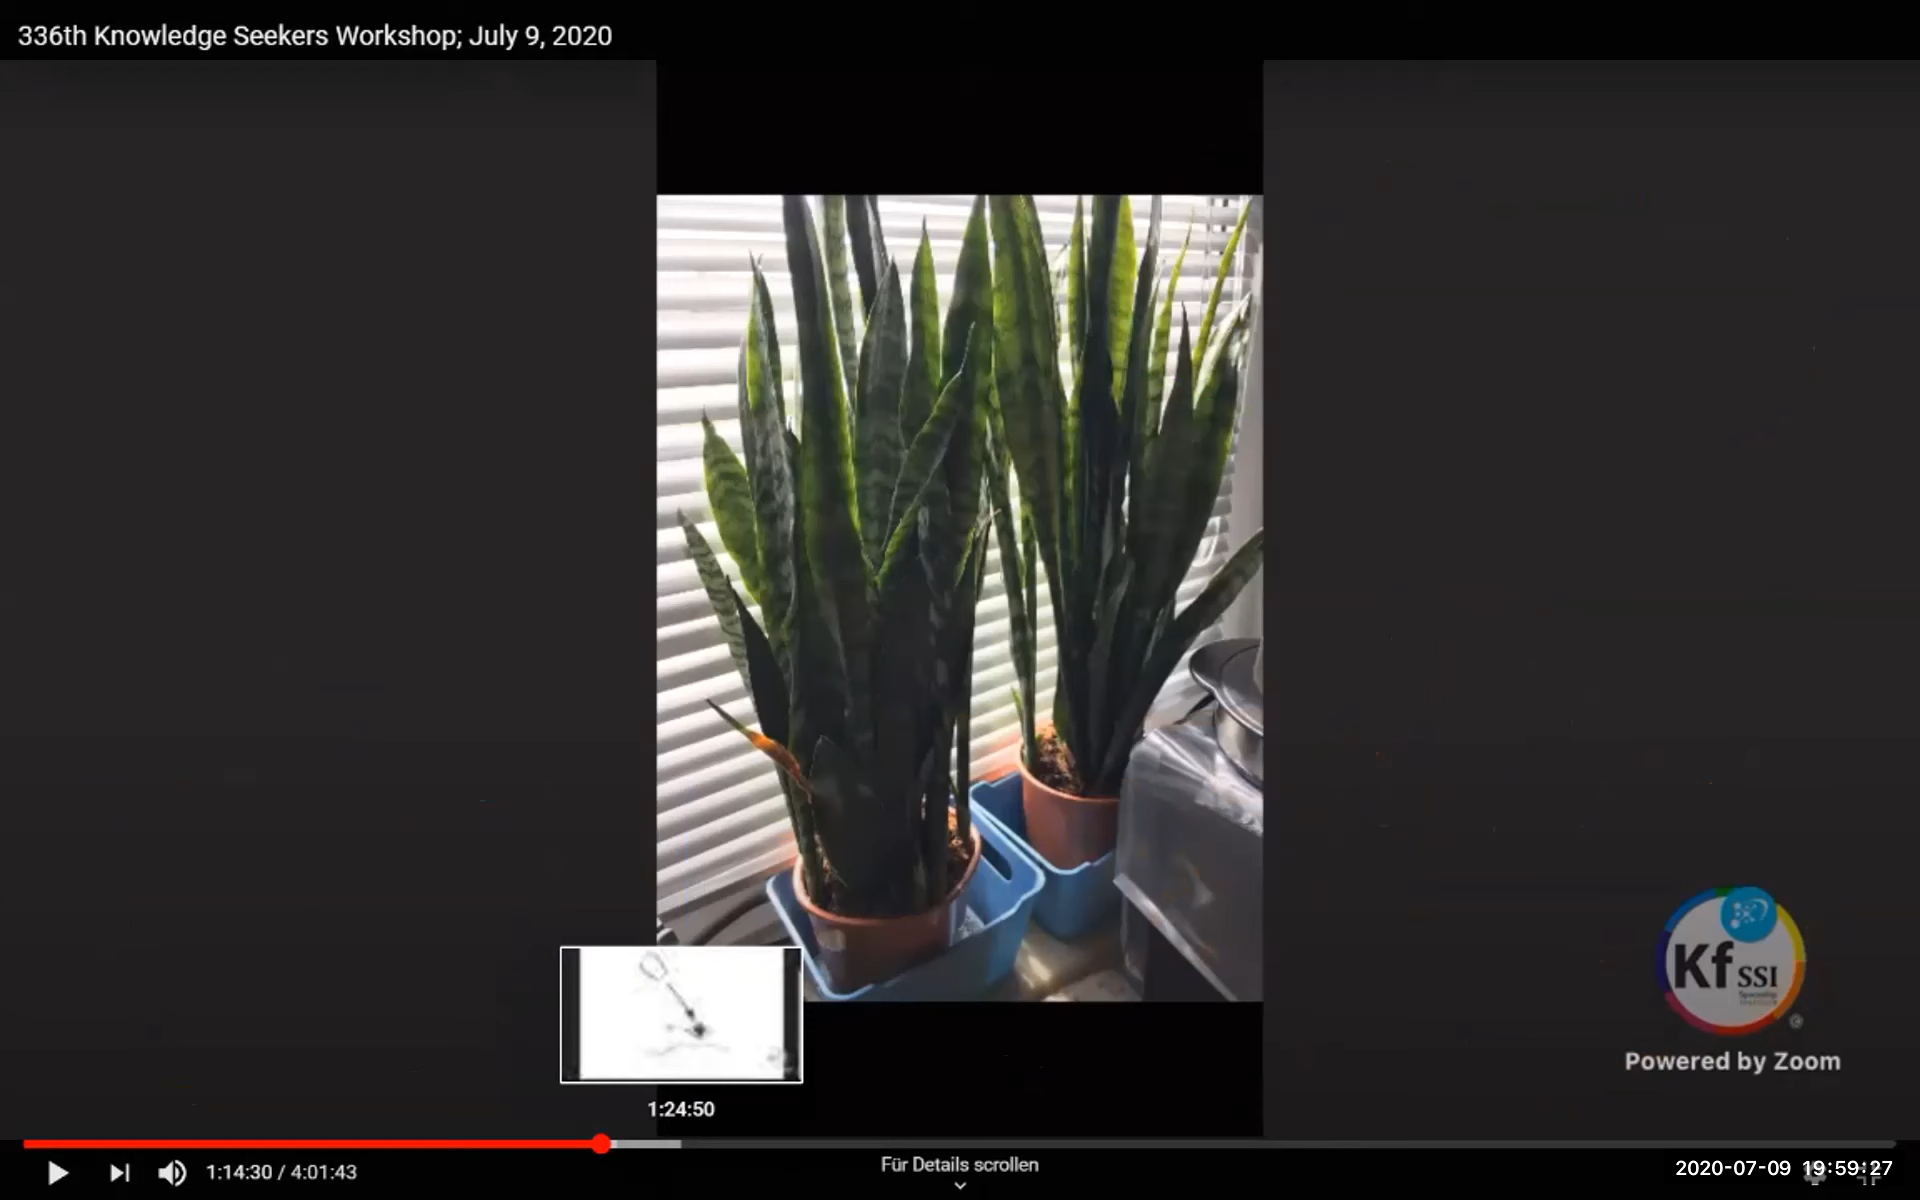 336th Knowledge Seekers Workshop; July 9, 2020
Kf SSI
Powered by Zoom
1:24:50
1:14:30 / 4:01:43
Für Details scrollen
2020-07-09 19:59:27